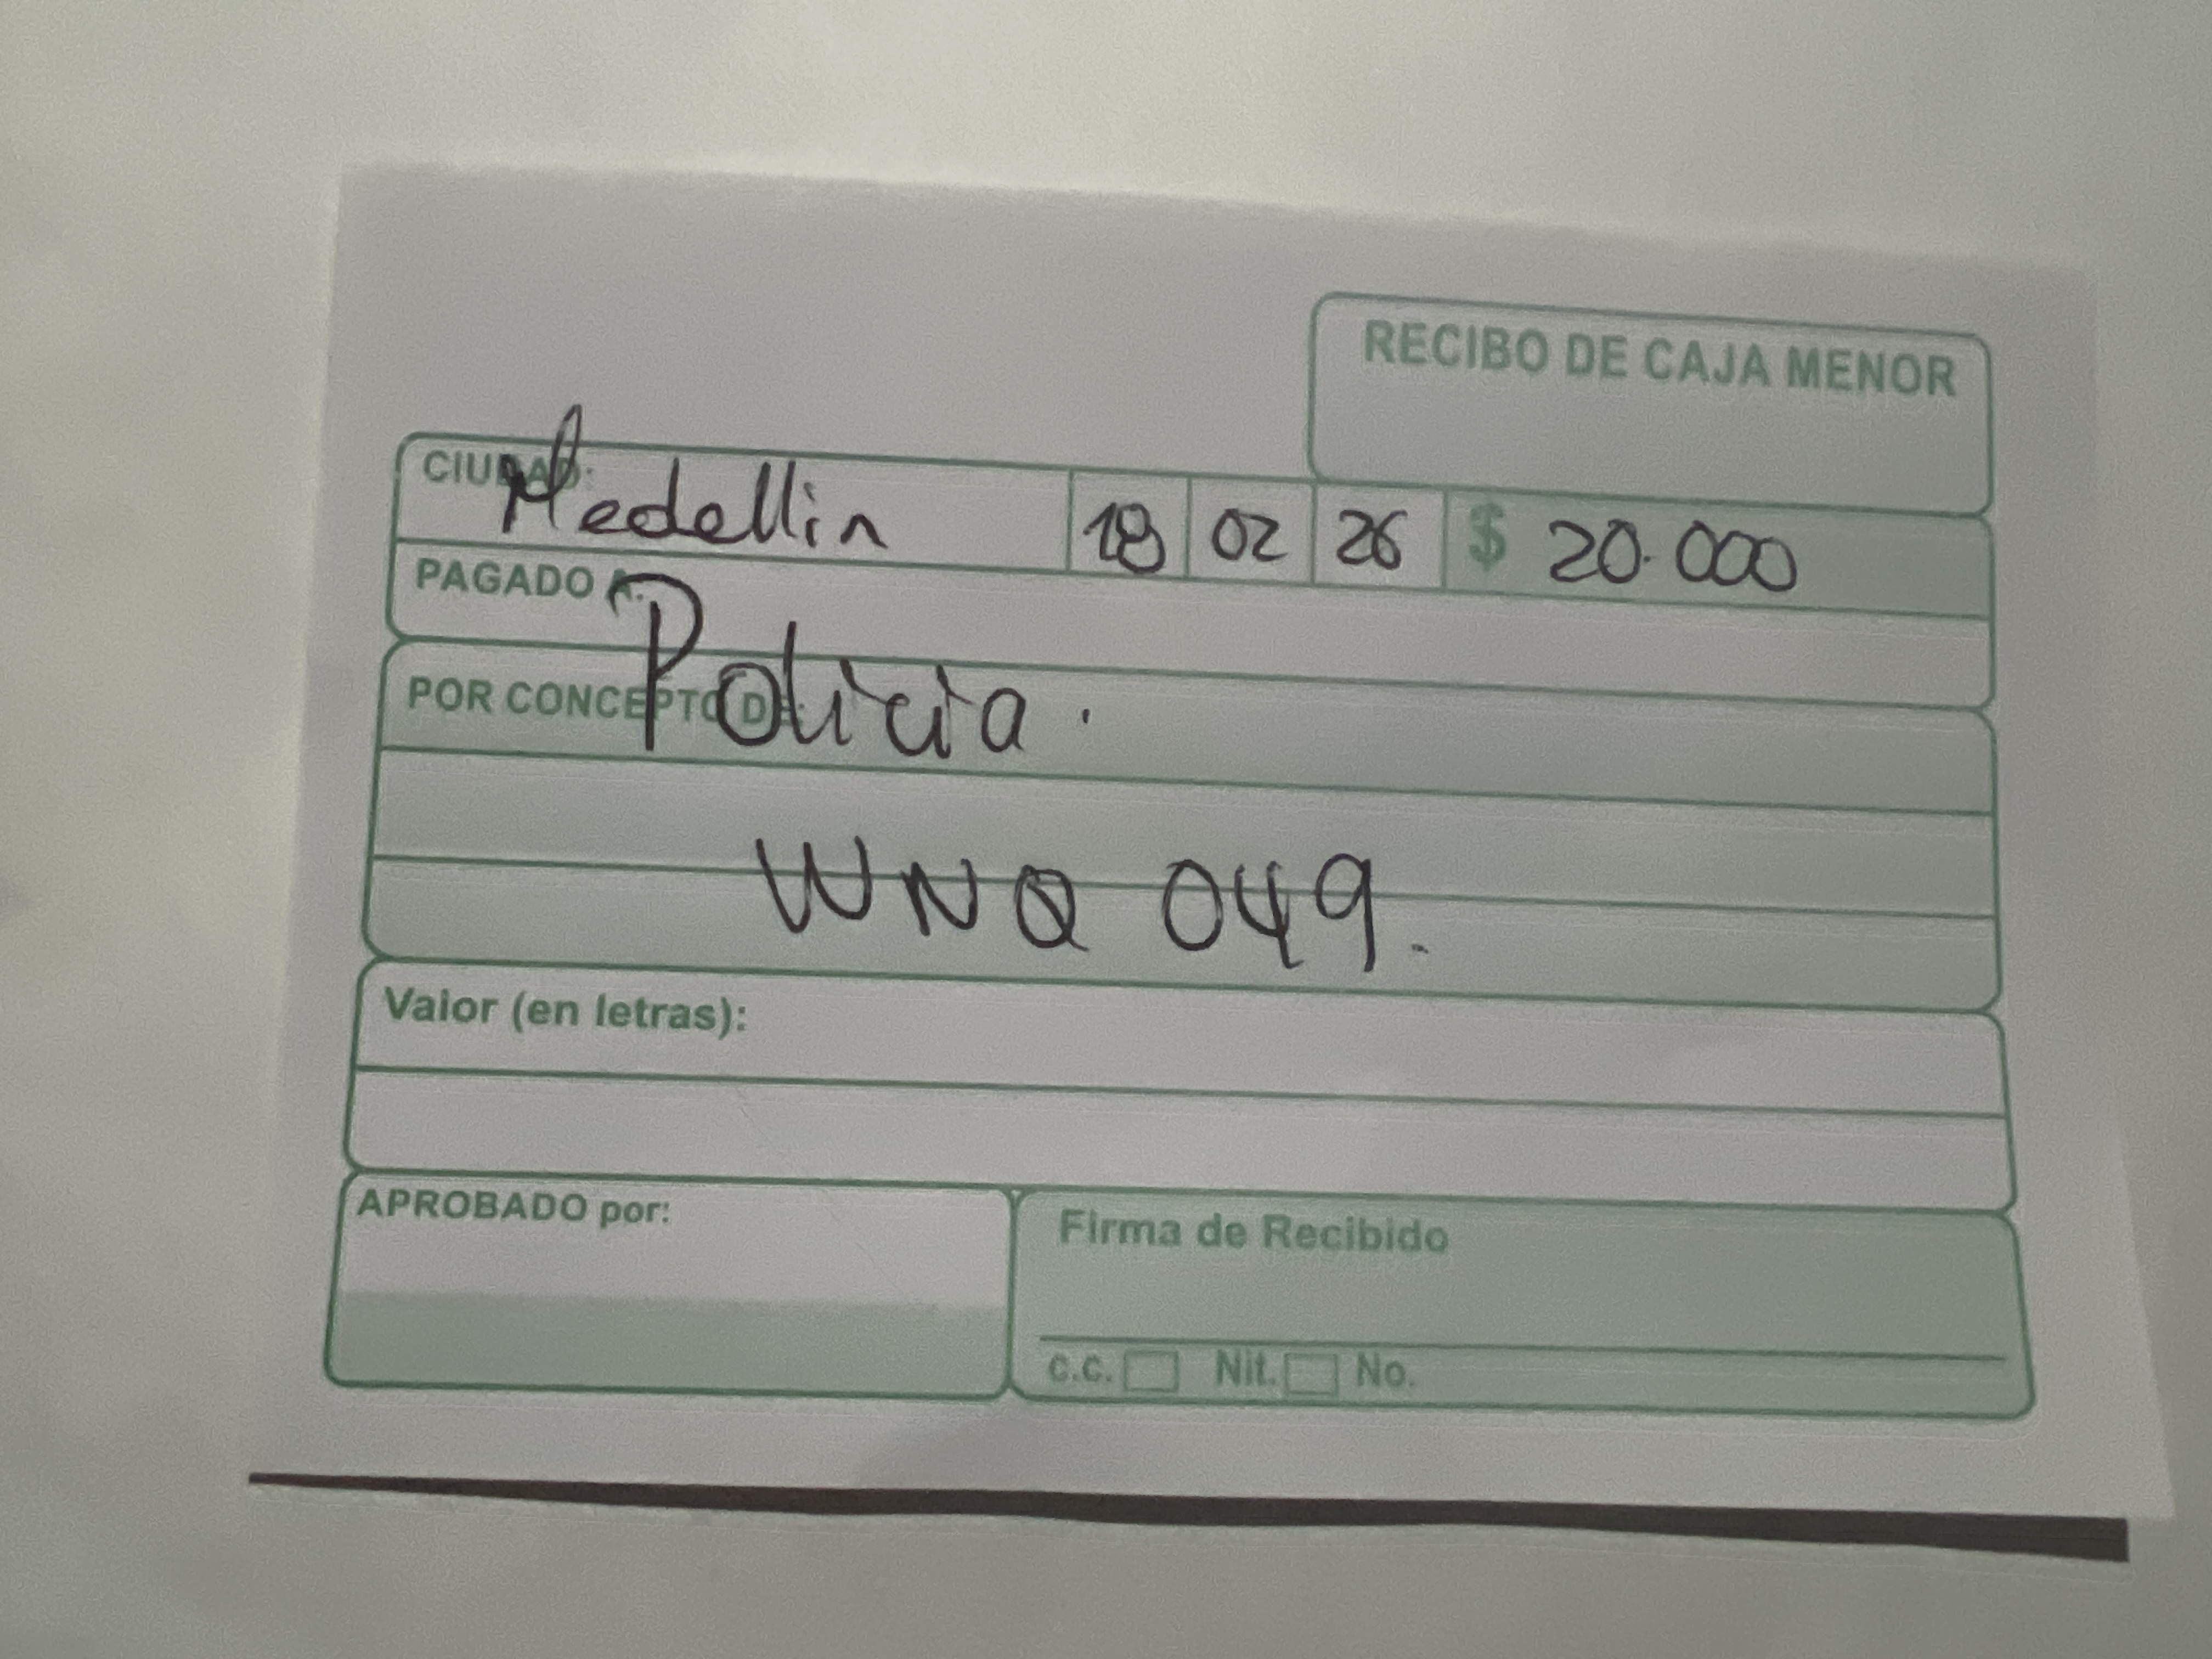 RECIBO DE CAJA MENOR
CIUDAD: Medellin 18 02 26 $ 20.000
PAGADO A:
Policia.
POR CONCEPTO DE:
WNQ 049.
Valor (en letras):
APROBADO por:
Firma de Recibido
c.c. Nit. No.